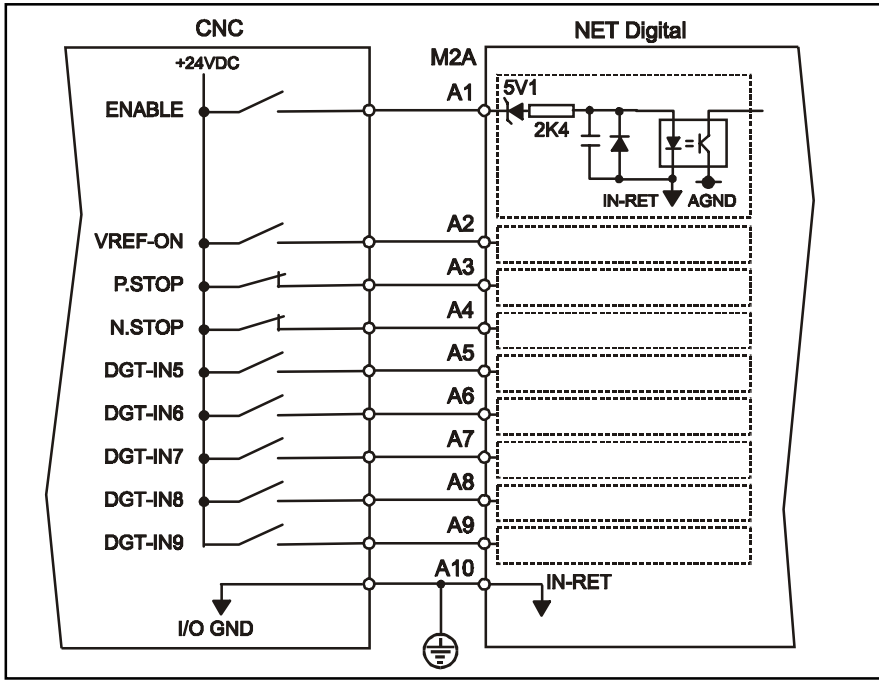 CNC
NET Digital
+24VDC
M2A
ENABLE
A1
5V1
2K4
IN-RET
AGND
VREF-ON
A2
P.STOP
A3
N.STOP
A4
DGT-IN5
A5
DGT-IN6
A6
DGT-IN7
A7
DGT-IN8
A8
DGT-IN9
A9
A10
IN-RET
I/O GND